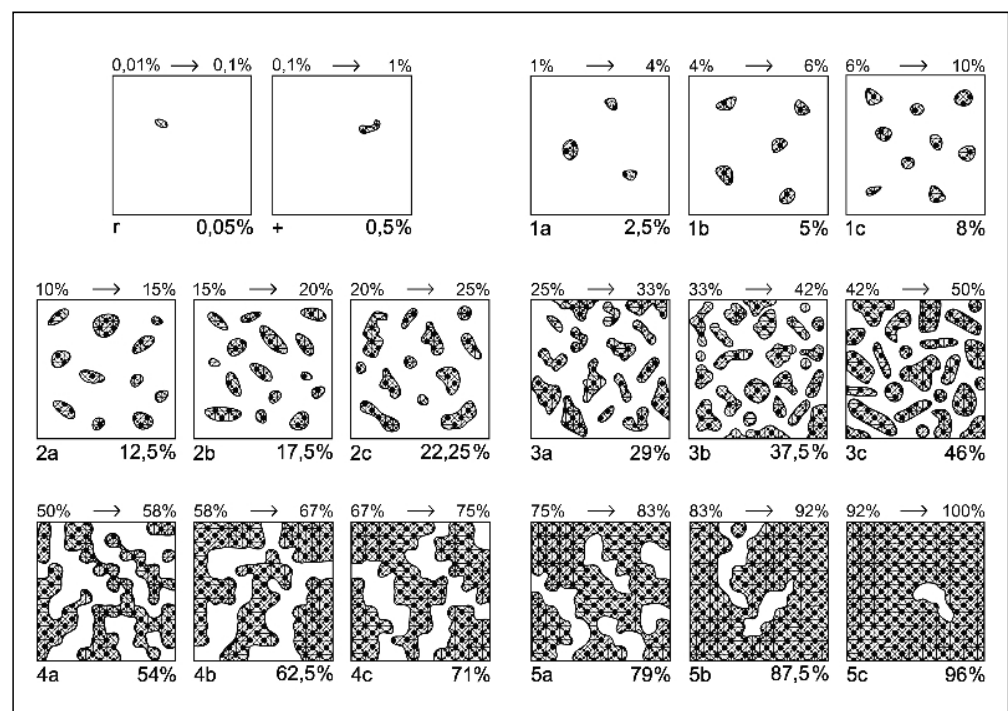 0,01% → 0,1% 0,1% → 1% 1% → 4% 4% → 6% 6% → 10%
r 0,05% + 0,5% 1a 2,5% 1b 5% 1c 8%
10% → 15% 15% → 20% 20% → 25% 25% → 33% 33% → 42% 42% → 50%
2a 12,5% 2b 17,5% 2c 22,25% 3a 29% 3b 37,5% 3c 46%
50% → 58% 58% → 67% 67% → 75% 75% → 83% 83% → 92% 92% → 100%
4a 54% 4b 62,5% 4c 71% 5a 79% 5b 87,5% 5c 96%